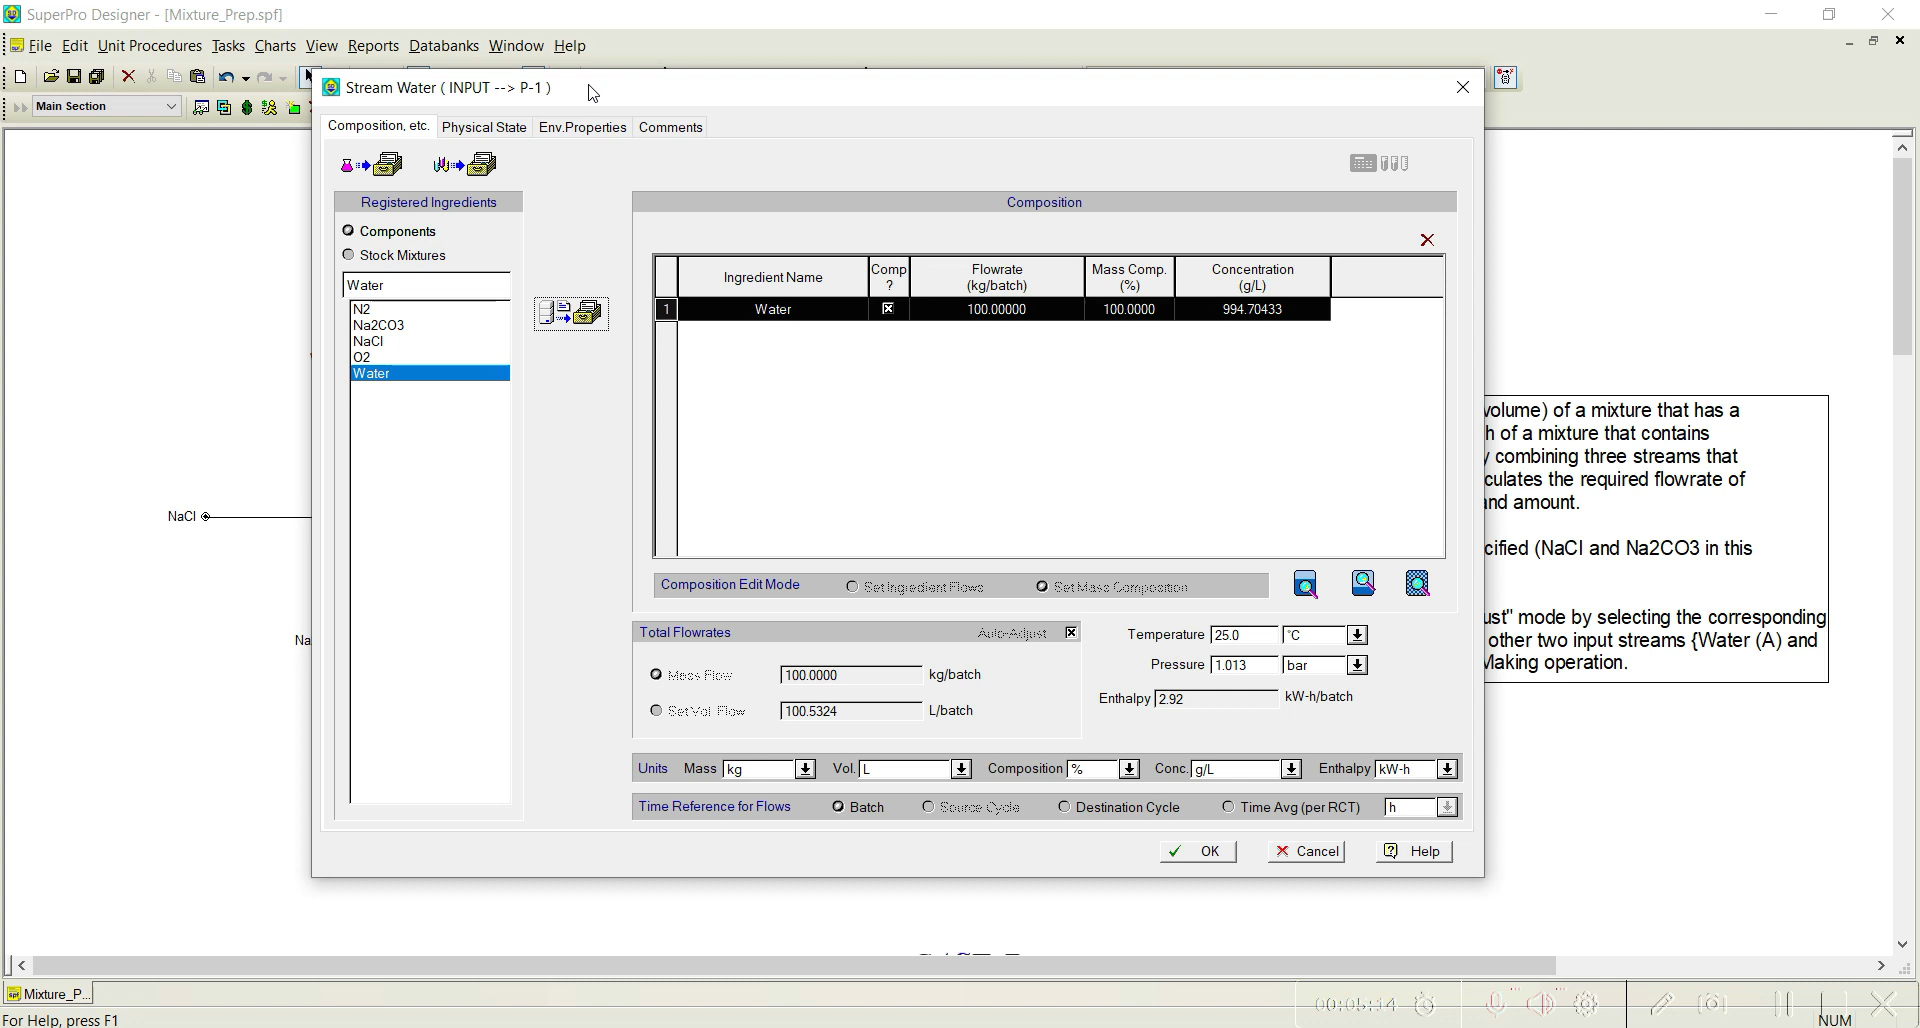 SuperPro Designer - [Mixture_Prep.spf]
File Edit Unit Procedures Tasks Charts View Reports Databanks Window Help
Main Section
Stream Water ( INPUT --> P-1 )
Composition, etc. Physical State Env.Properties Comments
Registered Ingredients
Components
Stock Mixtures
Water
N2
Na2CO3
NaCl
O2
Water
Composition
Ingredient Name Comp ? Flowrate (kg/batch) Mass Comp. (%) Concentration (g/L)
1 Water 100.00000 100.0000 994.70433
Composition Edit Mode Set Ingredient Flows Set Mass Composition
Total Flowrates Auto-Adjust
Mass Flow 100.0000 kg/batch
Set Vol. Flow 100.5324 L/batch
Temperature 25.0 °C
Pressure 1.013 bar
Enthalpy 2.92 kW-h/batch
Units Mass kg Vol. L Composition % Conc. g/L Enthalpy kW-h
Time Reference for Flows Batch Source Cycle Destination Cycle Time Avg (per RCT) h
OK Cancel Help
NaCl
Na
volume) of a mixture that has a
h of a mixture that contains
y combining three streams that
culates the required flowrate of
and amount.
cified (NaCl and Na2CO3 in this
ust" mode by selecting the corresponding
other two input streams {Water (A) and
Making operation.
Mixture_P...
00:05:14
For Help, press F1
NUM